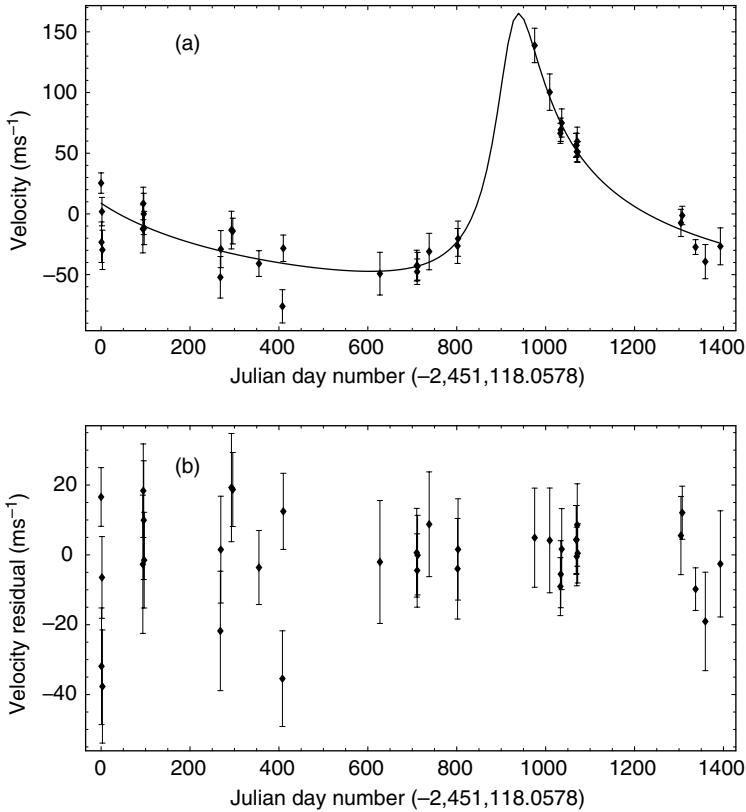 (a)
Velocity (ms⁻¹)
150
100
50
0
−50
0 200 400 600 800 1000 1200 1400
Julian day number (−2,451,118.0578)
(b)
Velocity residual (ms⁻¹)
20
0
−20
−40
0 200 400 600 800 1000 1200 1400
Julian day number (−2,451,118.0578)